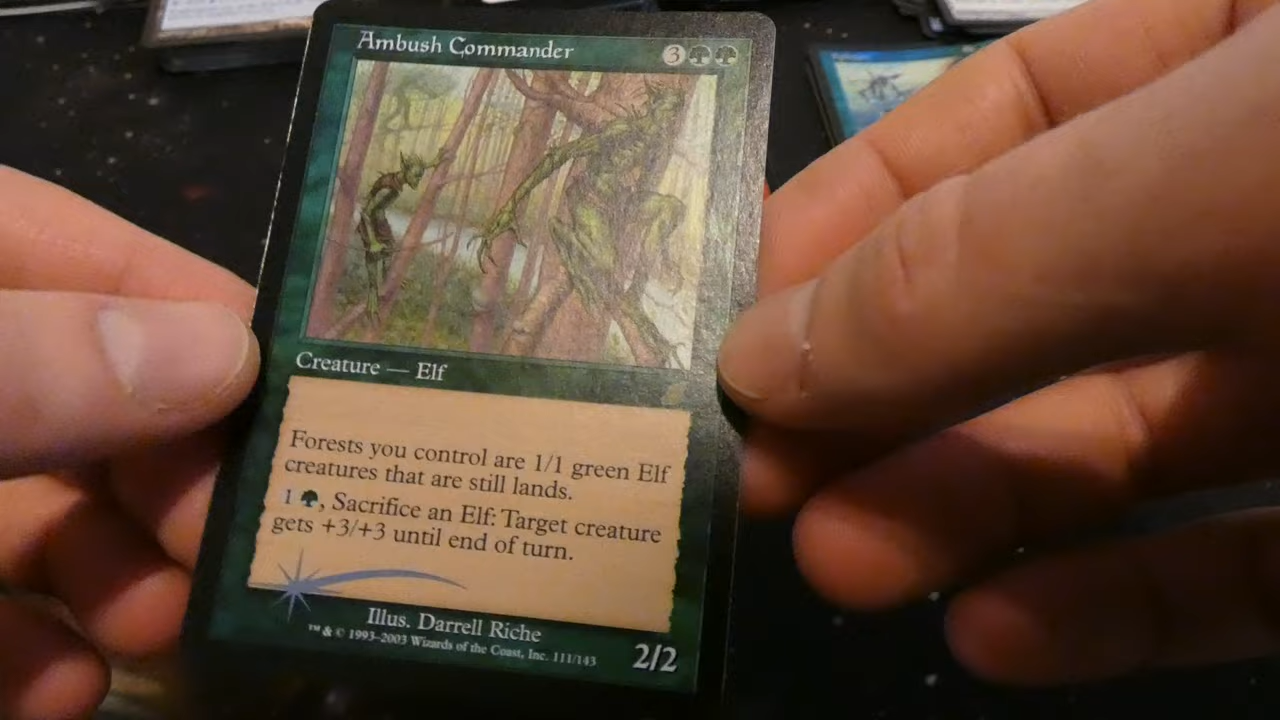 Ambush Commander 3
Creature — Elf
Forests you control are 1/1 green Elf
creatures that are still lands.
1 , Sacrifice an Elf: Target creature
gets +3/+3 until end of turn.
Illus. Darrell Riche
™ & © 1993-2003 Wizards of the Coast, Inc. 111/143
2/2